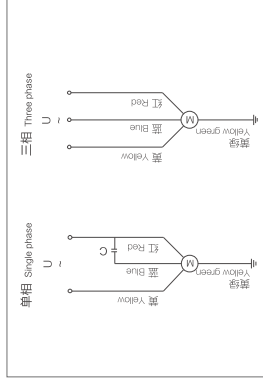 三相 Three phase
U ~
红 Red
蓝 Blue
黄 Yellow
M
Yellow green
黄绿
单相 Single phase
U ~
C
红 Red
蓝 Blue
黄 Yellow
M
Yellow green
黄绿